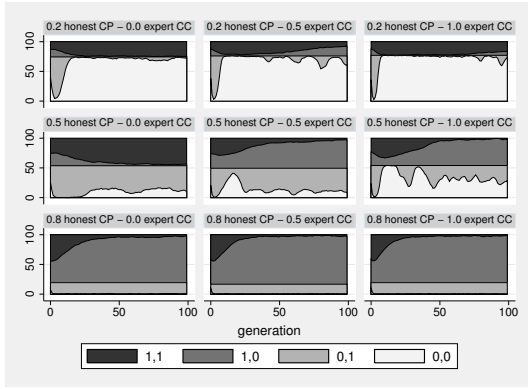 0.2 honest CP − 0.0 expert CC
0.2 honest CP − 0.5 expert CC
0.2 honest CP − 1.0 expert CC
100
50
0
0.5 honest CP − 0.0 expert CC
0.5 honest CP − 0.5 expert CC
0.5 honest CP − 1.0 expert CC
100
50
0
0.8 honest CP − 0.0 expert CC
0.8 honest CP − 0.5 expert CC
0.8 honest CP − 1.0 expert CC
100
50
0
0 50 100 0 50 100 0 50 100
generation
1,1 1,0 0,1 0,0